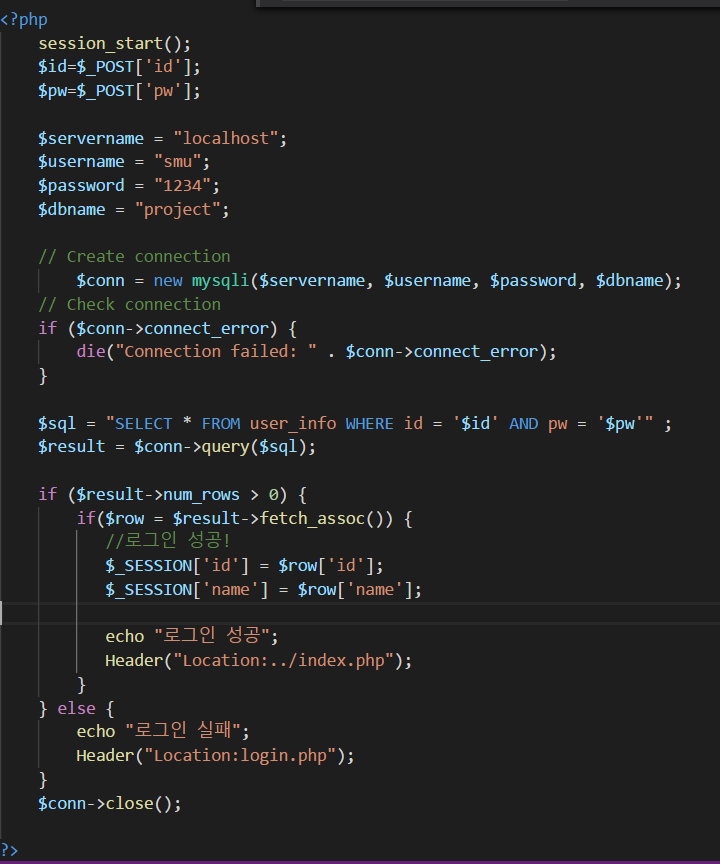 <?php
session_start();
$id=$_POST['id'];
$pw=$_POST['pw'];
$servername = "localhost";
$username = "smu";
$password = "1234";
$dbname = "project";
// Create connection
$conn = new mysqli($servername, $username, $password, $dbname);
// Check connection
if ($conn->connect_error) {
die("Connection failed: " . $conn->connect_error);
}
$sql = "SELECT * FROM user_info WHERE id = '$id' AND pw = '$pw'" ;
$result = $conn->query($sql);
if ($result->num_rows > 0) {
if($row = $result->fetch_assoc()) {
//로그인 성공!
$_SESSION['id'] = $row['id'];
$_SESSION['name'] = $row['name'];
echo "로그인 성공";
Header("Location:../index.php");
}
} else {
echo "로그인 실패";
Header("Location:login.php");
}
$conn->close();
?>